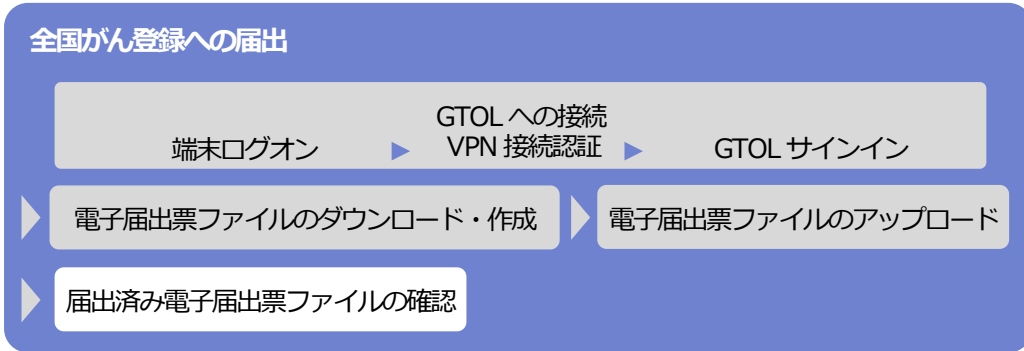 全国がん登録への届出
端末ログオン
GTOL への接続
VPN 接続認証
GTOL サインイン
電子届出票ファイルのダウンロード・作成
電子届出票ファイルのアップロード
届出済み電子届出票ファイルの確認